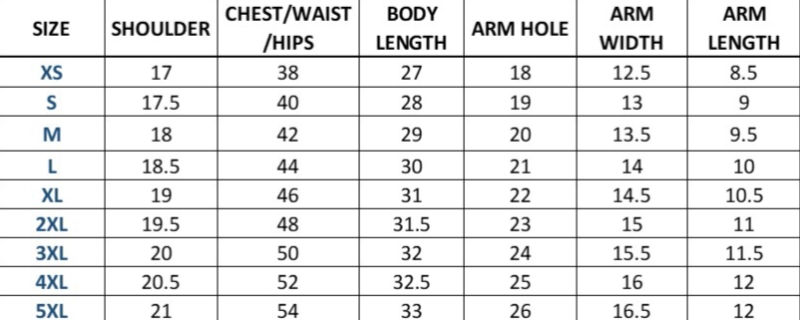 SIZE SHOULDER CHEST/WAIST /HIPS BODY LENGTH ARM HOLE ARM WIDTH ARM LENGTH
XS 17 38 27 18 12.5 8.5
S 17.5 40 28 19 13 9
M 18 42 29 20 13.5 9.5
L 18.5 44 30 21 14 10
XL 19 46 31 22 14.5 10.5
2XL 19.5 48 31.5 23 15 11
3XL 20 50 32 24 15.5 11.5
4XL 20.5 52 32.5 25 16 12
5XL 21 54 33 26 16.5 12